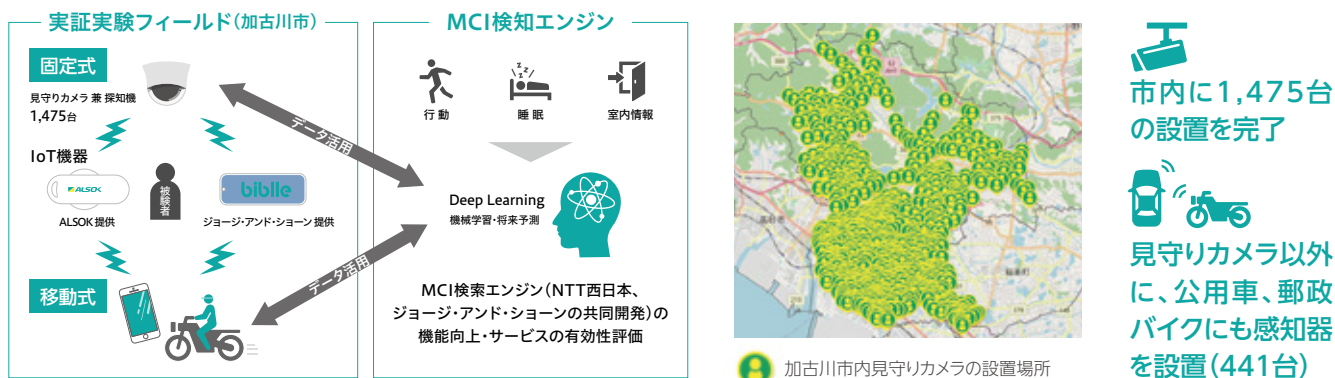 実証実験フィールド(加古川市)
固定式
見守りカメラ 兼 探知機
1,475台
IoT機器
ALSOK
ALSOK 提供
被験者
biblle
ジョージ・アンド・ショーン 提供
移動式
データ活用
データ活用
MCI検知エンジン
行 動
z z z
睡 眠
室内情報
Deep Learning
機械学習・将来予測
MCI検索エンジン(NTT西日本、
ジョージ・アンド・ショーンの共同開発)の
機能向上・サービスの有効性評価
加古川市内見守りカメラの設置場所
市内に1,475台
の設置を完了
見守りカメラ以外
に、公用車、郵政
バイクにも感知器
を設置(441台)